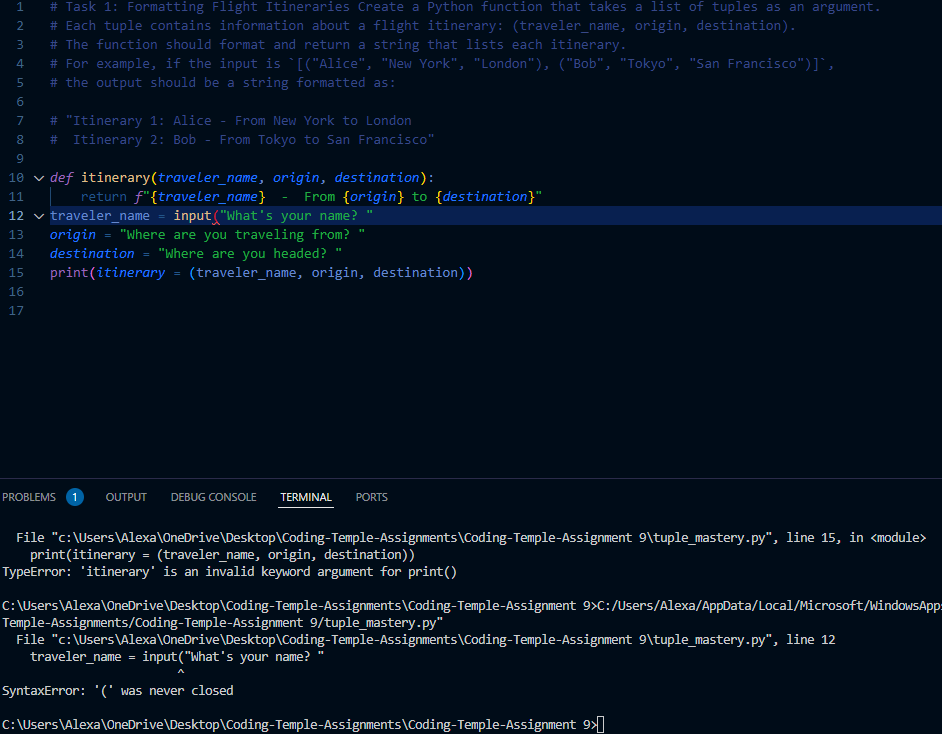 1 # Task 1: Formatting Flight Itineraries Create a Python function that takes a list of tuples as an argument.
2 # Each tuple contains information about a flight itinerary: (traveler_name, origin, destination).
3 # The function should format and return a string that lists each itinerary.
4 # For example, if the input is `[("Alice", "New York", "London"), ("Bob", "Tokyo", "San Francisco")]`,
5 # the output should be a string formatted as:
6
7 # "Itinerary 1: Alice - From New York to London
8 #  Itinerary 2: Bob - From Tokyo to San Francisco"
9
10 def itinerary(traveler_name, origin, destination):
11     return f"{traveler_name}  -  From {origin} to {destination}"
12 traveler_name = input("What's your name? "
13 origin = "Where are you traveling from? "
14 destination = "Where are you headed? "
15 print(itinerary = (traveler_name, origin, destination))
16
17
PROBLEMS 1 OUTPUT DEBUG CONSOLE TERMINAL PORTS
  File "c:\Users\Alexa\OneDrive\Desktop\Coding-Temple-Assignments\Coding-Temple-Assignment 9\tuple_mastery.py", line 15, in <module>
    print(itinerary = (traveler_name, origin, destination))
TypeError: 'itinerary' is an invalid keyword argument for print()
C:\Users\Alexa\OneDrive\Desktop\Coding-Temple-Assignments\Coding-Temple-Assignment 9>C:/Users/Alexa/AppData/Local/Microsoft/WindowsApps
Temple-Assignments/Coding-Temple-Assignment 9/tuple_mastery.py"
  File "c:\Users\Alexa\OneDrive\Desktop\Coding-Temple-Assignments\Coding-Temple-Assignment 9\tuple_mastery.py", line 12
    traveler_name = input("What's your name? "
                         ^
SyntaxError: '(' was never closed
C:\Users\Alexa\OneDrive\Desktop\Coding-Temple-Assignments\Coding-Temple-Assignment 9>